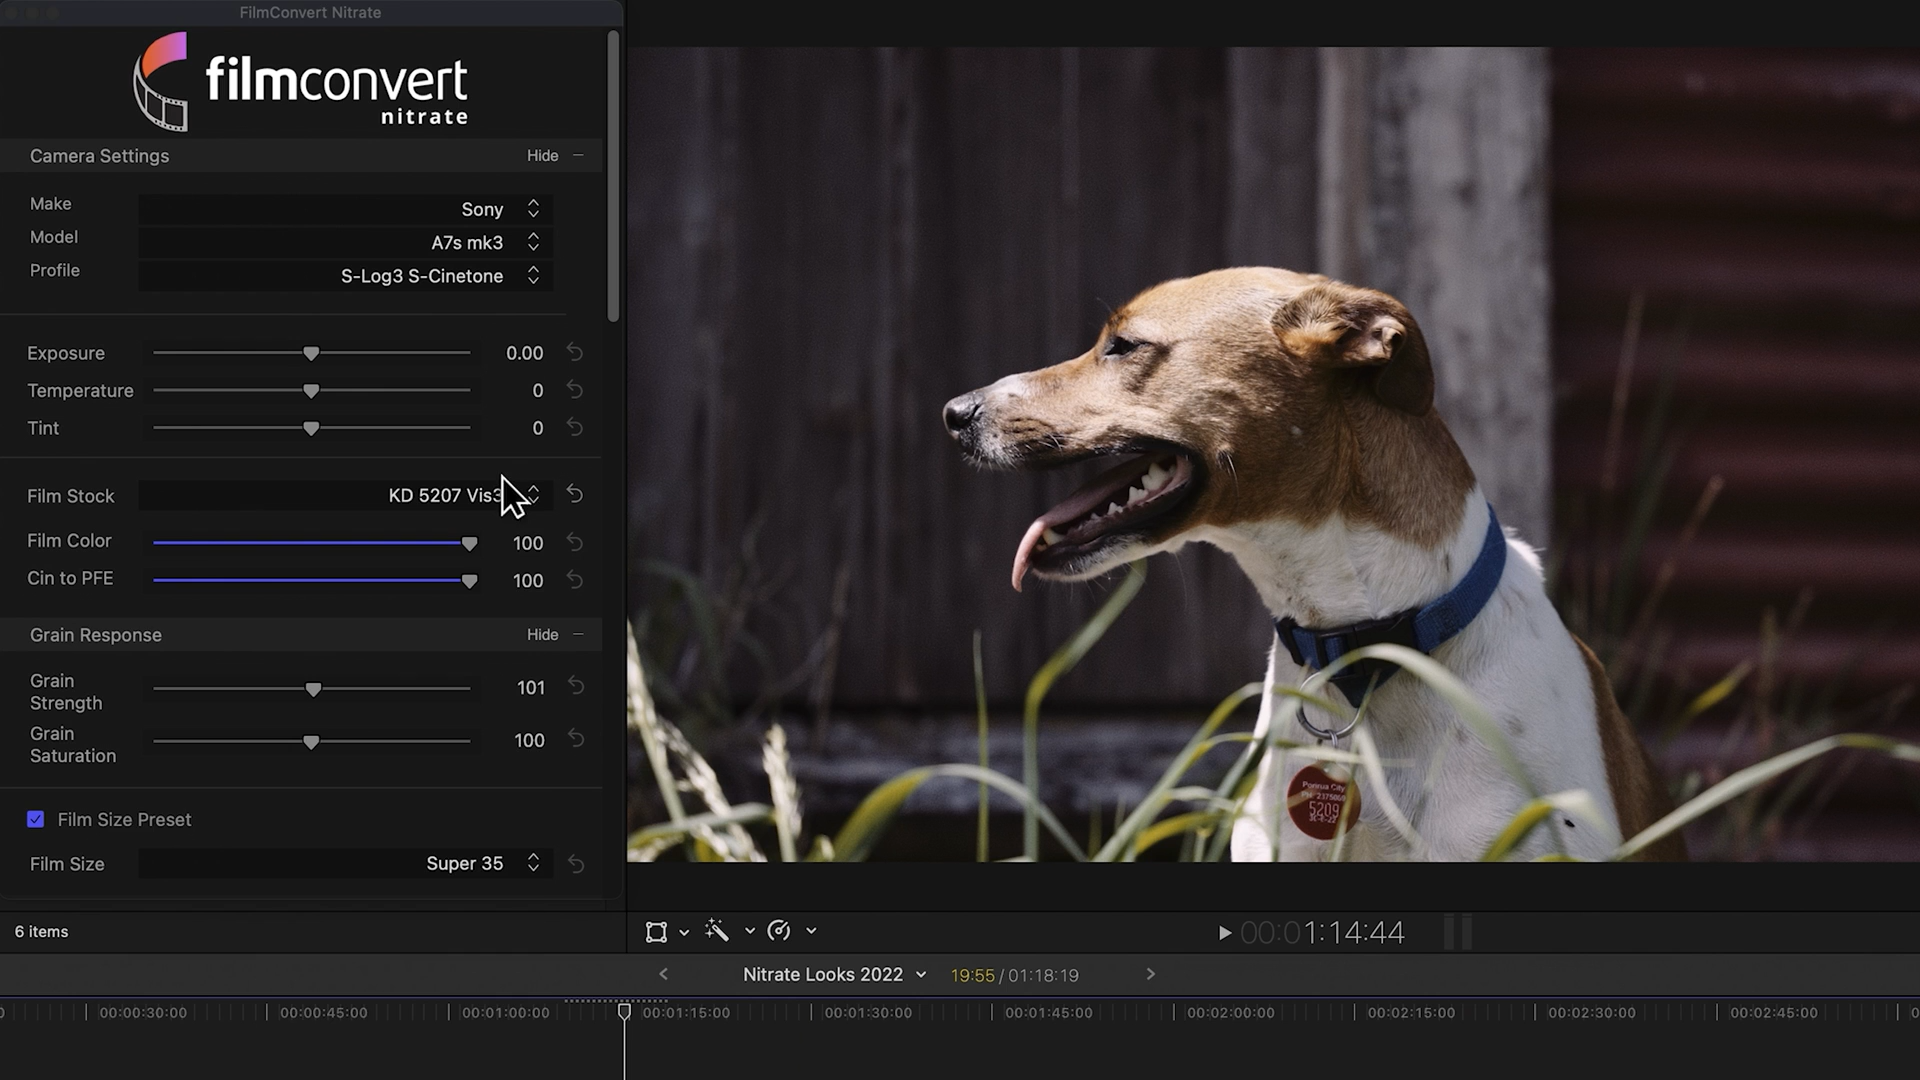 FilmConvert Nitrate
filmconvert
nitrate
Camera Settings Hide
Make Sony
Model A7s mk3
Profile S-Log3 S-Cinetone
Exposure 0.00
Temperature 0
Tint 0
Film Stock KD 5207 Vis3
Film Color 100
Cin to PFE 100
Grain Response Hide
Grain Strength 101
Grain Saturation 100
Film Size Preset
Film Size Super 35
Porirua City
5209
6 items
00:01:14:44
Nitrate Looks 2022 19:55 / 01:18:19
00:00:30:00 00:00:45:00 00:01:00:00 00:01:15:00 00:01:30:00 00:01:45:00 00:02:00:00 00:02:15:00 00:02:30:00 00:02:45:00